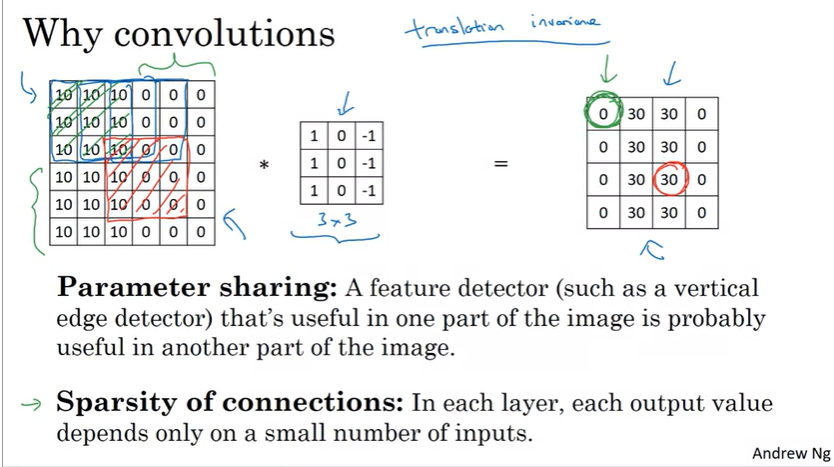 Why convolutions
translation invariance
10 10 10 0 0 0
10 10 10 0 0 0
10 10 10 0 0 0
10 10 10 0 0 0
10 10 10 0 0 0
10 10 10 0 0 0
*
1 0 -1
1 0 -1
1 0 -1
3×3
=
0 30 30 0
0 30 30 0
0 30 30 0
0 30 30 0
Parameter sharing: A feature detector (such as a vertical
edge detector) that's useful in one part of the image is probably
useful in another part of the image.
→ Sparsity of connections: In each layer, each output value
depends only on a small number of inputs.
Andrew Ng